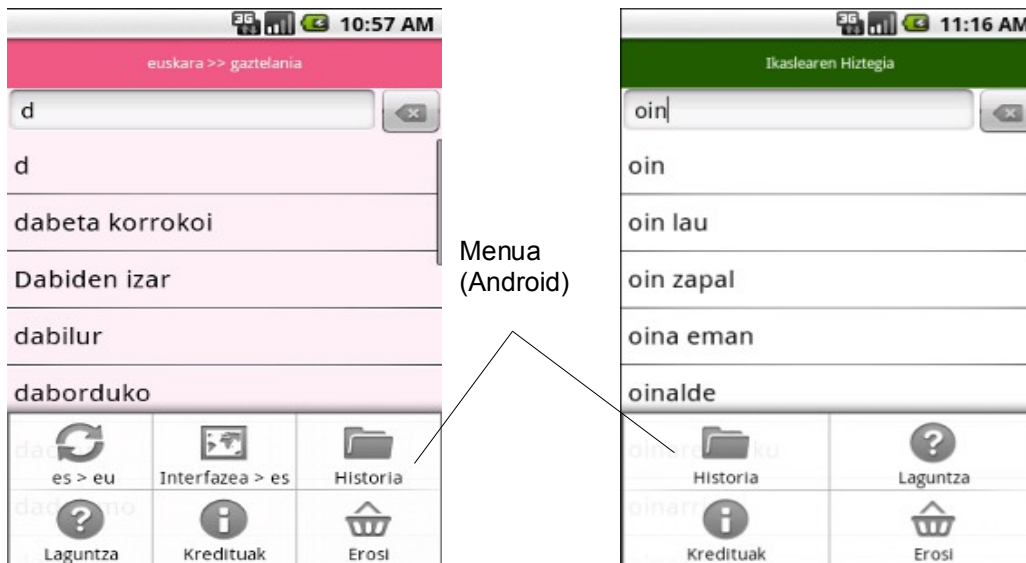 3G 10:57 AM
euskara >> gaztelania
d
d
dabeta korrokoi
Dabiden izar
dabilur
daborduko
es > eu
Interfazea > es
Historia
Laguntza
Kredituak
Erosi
Menua
(Android)
3G 11:16 AM
Ikaslearen Hiztegia
oin
oin
oin lau
oin zapal
oina eman
oinalde
Historia
Laguntza
Kredituak
Erosi